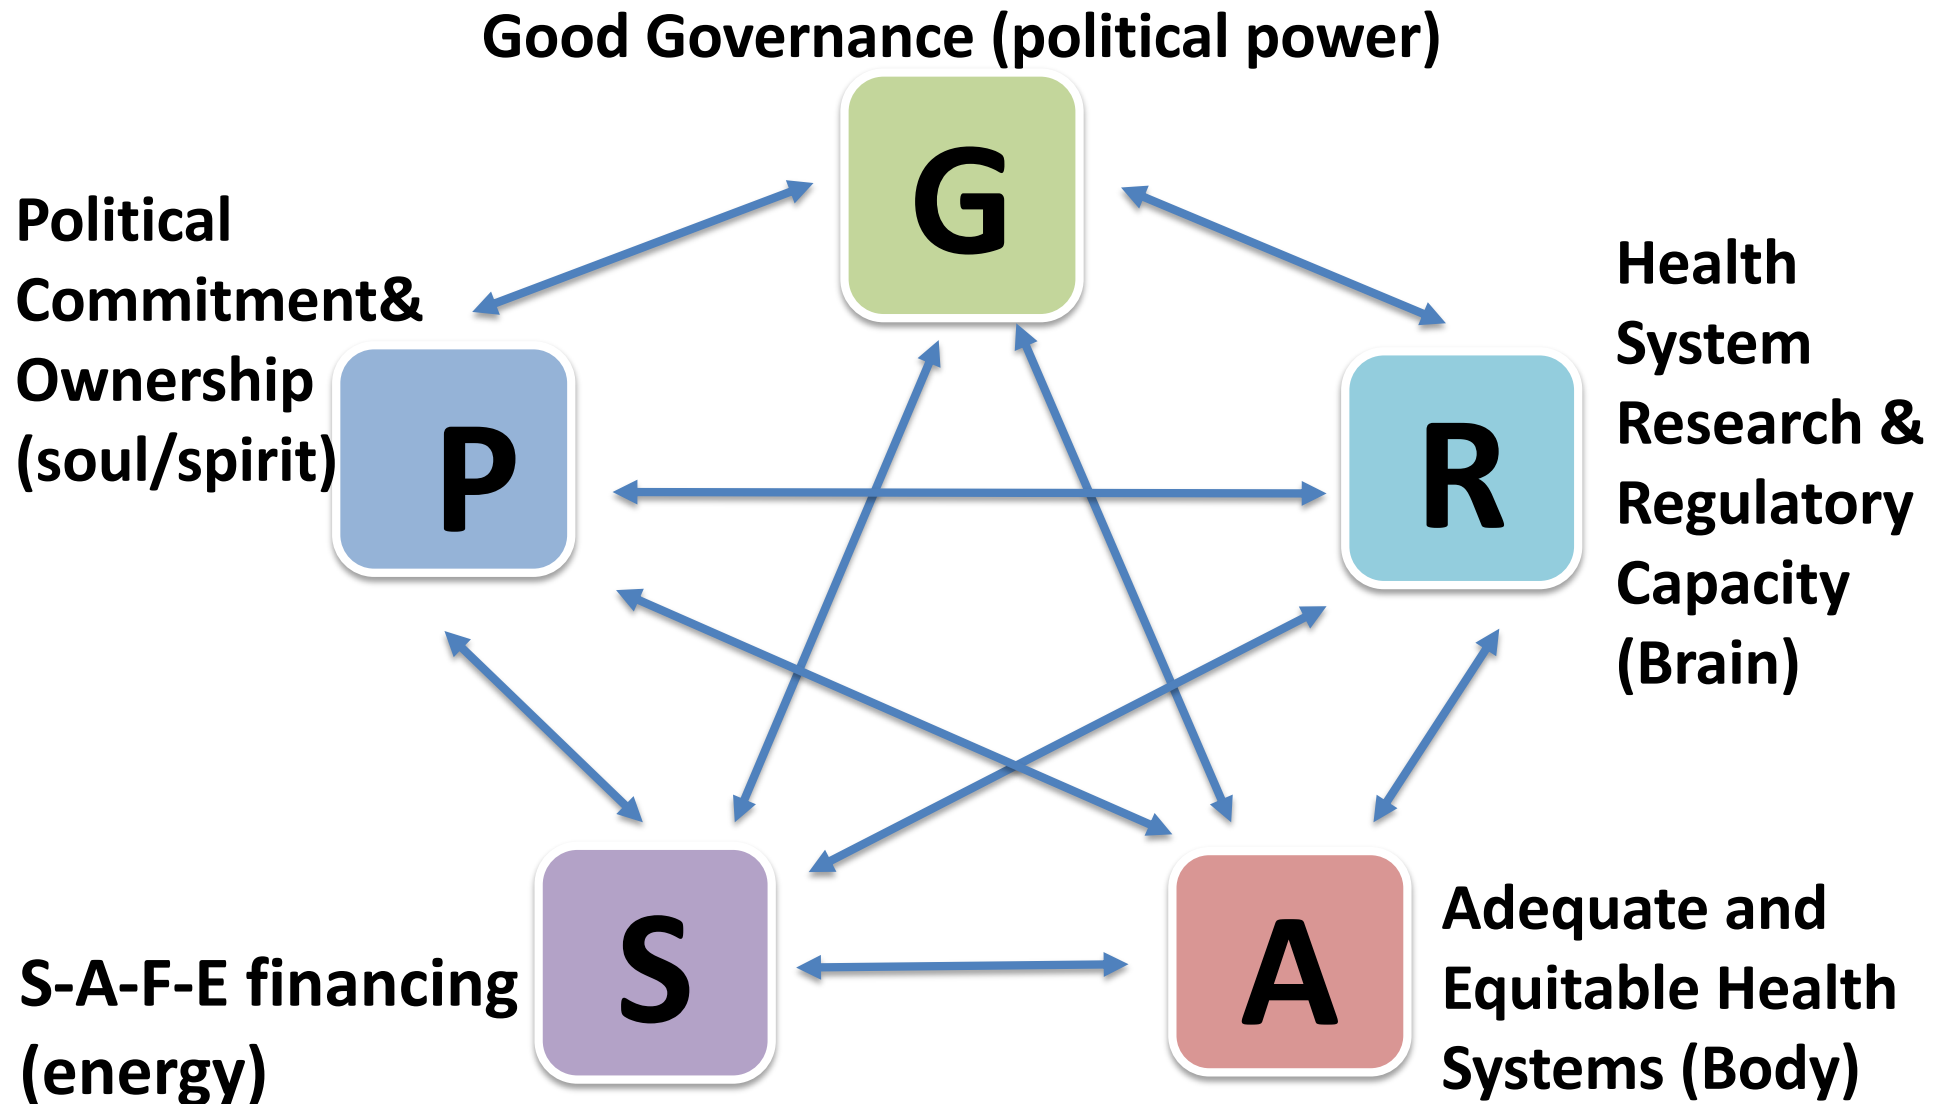 Good Governance (political power)
G
Political
Commitment&
Ownership
(soul/spirit)
P
Health
System
Research &
Regulatory
Capacity
(Brain)
R
S-A-F-E financing
(energy)
S
A
Adequate and
Equitable Health
Systems (Body)